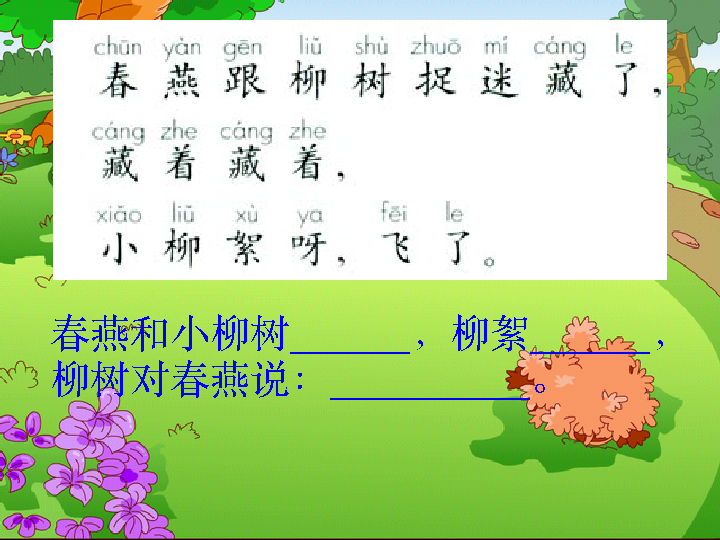 chūn yàn gēn liǔ shù zhuō mí cáng le
春燕跟柳树捉迷藏了，
cáng zhe cáng zhe
藏着藏着，
xiǎo liǔ xù ya fēi le
小柳絮呀，飞了。
春燕和小柳树______，柳絮______，
柳树对春燕说：__________。